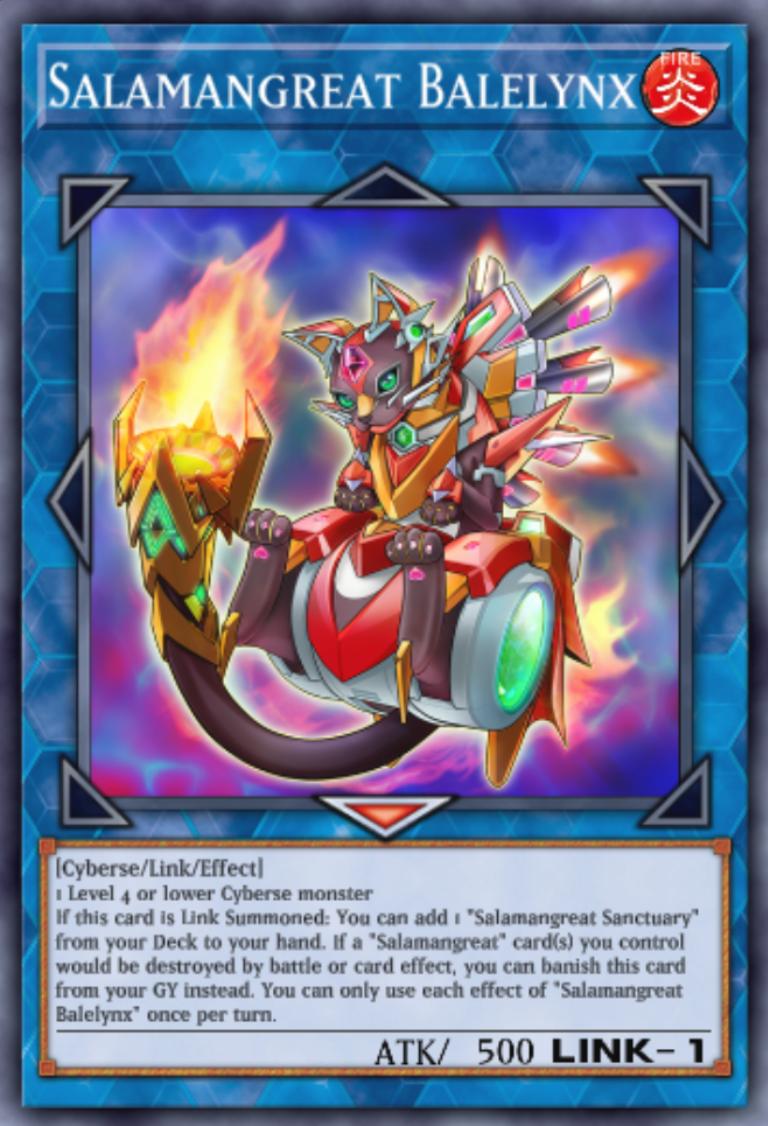 Salamangreat Balelynx
FIRE
炎
[Cyberse/Link/Effect]
1 Level 4 or lower Cyberse monster
If this card is Link Summoned: You can add 1 "Salamangreat Sanctuary"
from your Deck to your hand. If a "Salamangreat" card(s) you control
would be destroyed by battle or card effect, you can banish this card
from your GY instead. You can only use each effect of "Salamangreat
Balelynx" once per turn.
ATK/ 500 LINK-1